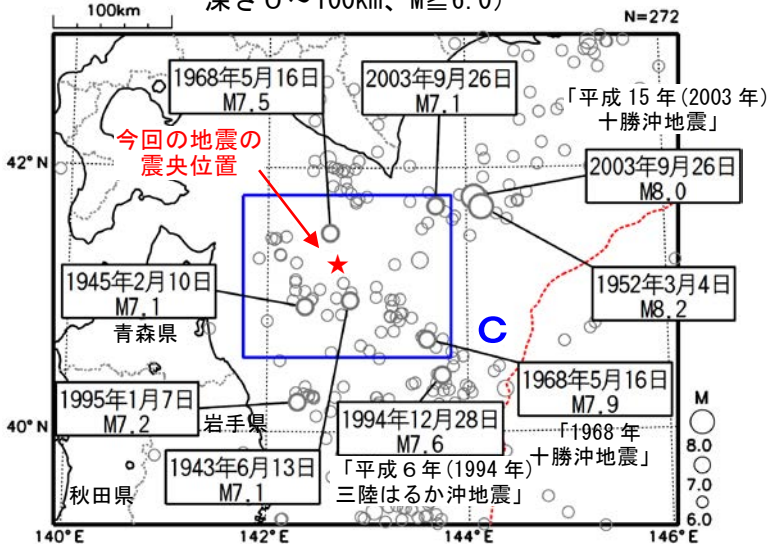 深さ0～100km、M≧6.0)
100km
N=272
1968年5月16日
M7.5
2003年9月26日
M7.1
「平成15年(2003年)
十勝沖地震」
今回の地震の
震央位置
42°N
2003年9月26日
M8.0
1945年2月10日
M7.1
1952年3月4日
M8.2
青森県
C
1968年5月16日
M7.9
1995年1月7日
M7.2
岩手県
1994年12月28日
M7.6
「1968年
十勝沖地震」
40°N
1943年6月13日
M7.1
「平成6年(1994年)
三陸はるか沖地震」
秋田県
M
8.0
7.0
6.0
140°E
142°E
144°E
146°E